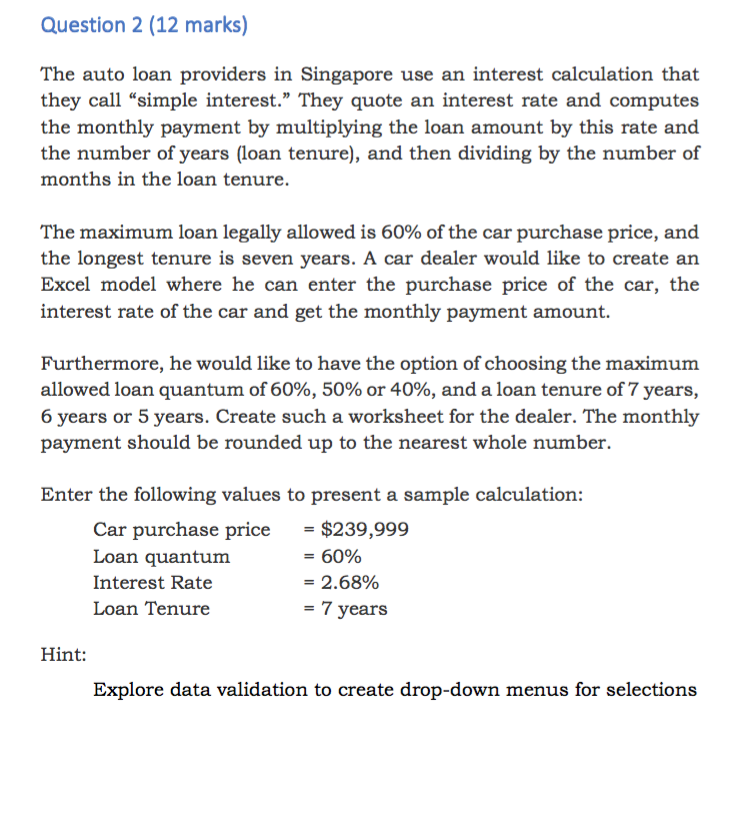 Question 2 (12 marks)
The auto loan providers in Singapore use an interest calculation that
they call “simple interest.” They quote an interest rate and computes
the monthly payment by multiplying the loan amount by this rate and
the number of years (loan tenure), and then dividing by the number of
months in the loan tenure.
The maximum loan legally allowed is 60% of the car purchase price, and
the longest tenure is seven years. A car dealer would like to create an
Excel model where he can enter the purchase price of the car, the
interest rate of the car and get the monthly payment amount.
Furthermore, he would like to have the option of choosing the maximum
allowed loan quantum of 60%, 50% or 40%, and a loan tenure of 7 years,
6 years or 5 years. Create such a worksheet for the dealer. The monthly
payment should be rounded up to the nearest whole number.
Enter the following values to present a sample calculation:
Car purchase price = $239,999
Loan quantum = 60%
Interest Rate = 2.68%
Loan Tenure = 7 years
Hint:
Explore data validation to create drop-down menus for selections